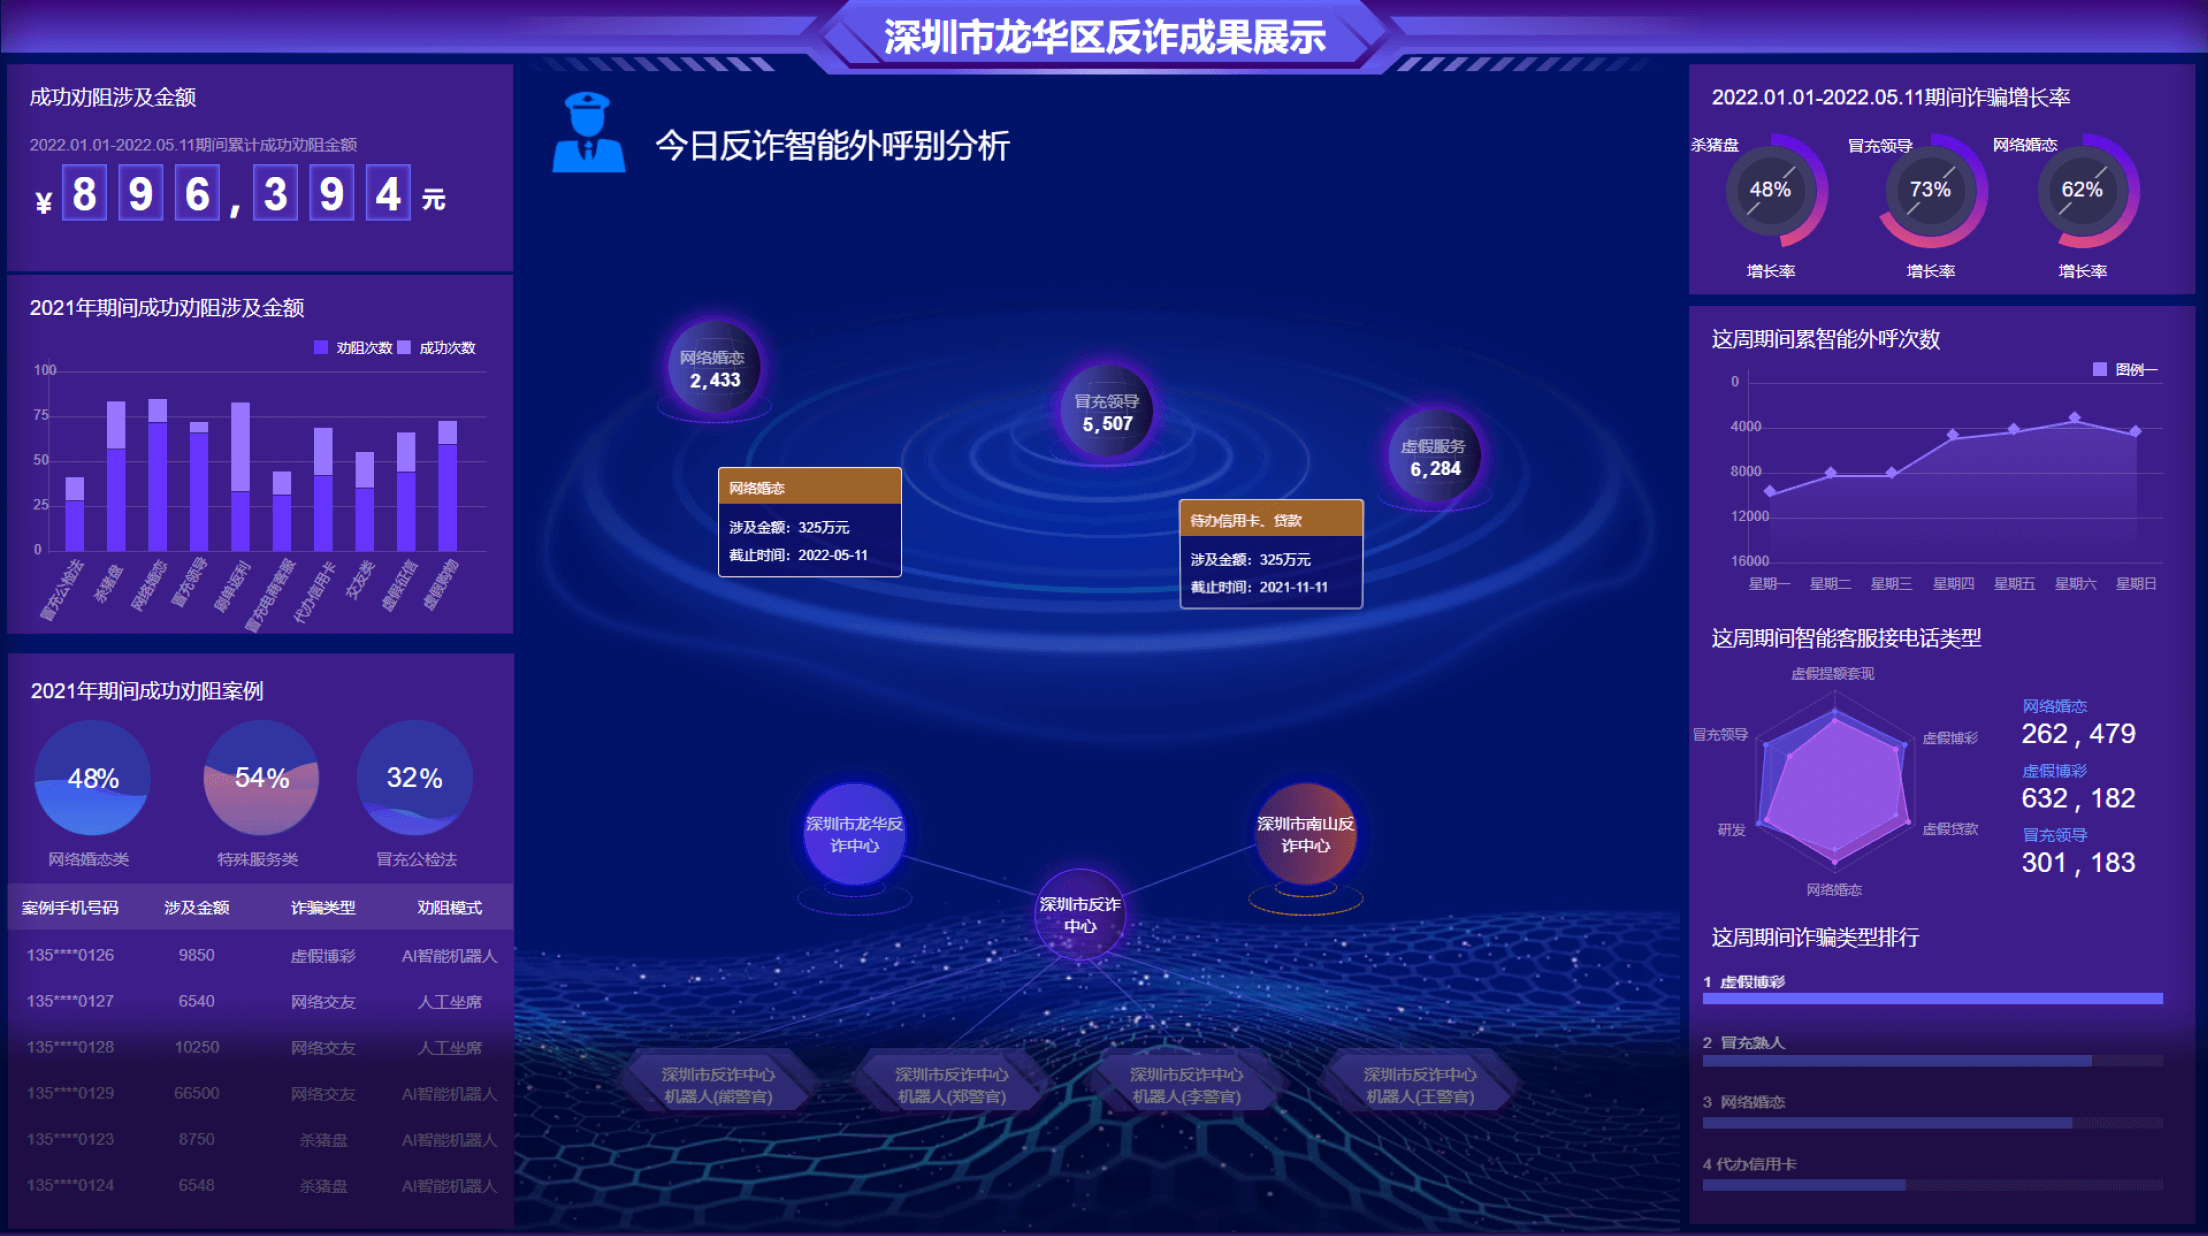 深圳市龙华区反诈成果展示
成功劝阻涉及金额
2022.01.01-2022.05.11期间累计成功劝阻金额
¥ 896,394 元
2021年期间成功劝阻涉及金额
劝阻次数 成功次数
100
75
50
25
0
冒充公检法 杀猪盘 网络婚恋 冒充领导 刷单返利 冒充电商客服 代办信用卡 交友类 虚假征信 虚假购物
2021年期间成功劝阻案例
48% 54% 32%
网络婚恋类 特殊服务类 冒充公检法
案例手机号码 涉及金额 诈骗类型 劝阻模式
135****0126 9850 虚假博彩 AI智能机器人
135****0127 6540 网络交友 人工坐席
135****0128 10250 网络交友 人工坐席
135****0129 66500 网络交友 AI智能机器人
135****0123 8750 杀猪盘 AI智能机器人
135****0124 6548 杀猪盘 AI智能机器人
今日反诈智能外呼别分析
网络婚恋
2,433
冒充领导
5,507
虚假服务
6,284
网络婚恋
涉及金额：325万元
截止时间：2022-05-11
待办信用卡、贷款
涉及金额：325万元
截止时间：2021-11-11
深圳市龙华反
诈中心
深圳市南山反
诈中心
深圳市反诈
中心
深圳市反诈中心
机器人(熊警官)
深圳市反诈中心
机器人(郑警官)
深圳市反诈中心
机器人(李警官)
深圳市反诈中心
机器人(王警官)
2022.01.01-2022.05.11期间诈骗增长率
杀猪盘 冒充领导 网络婚恋
48% 73% 62%
增长率 增长率 增长率
这周期间累智能外呼次数
图例一
0
4000
8000
12000
16000
星期一 星期二 星期三 星期四 星期五 星期六 星期日
这周期间智能客服接电话类型
虚假提额套现
冒充领导
虚假博彩
研发
虚假贷款
网络婚恋
网络婚恋
262,479
虚假博彩
632,182
冒充领导
301,183
这周期间诈骗类型排行
1 虚假博彩
2 冒充熟人
3 网络婚恋
4 代办信用卡